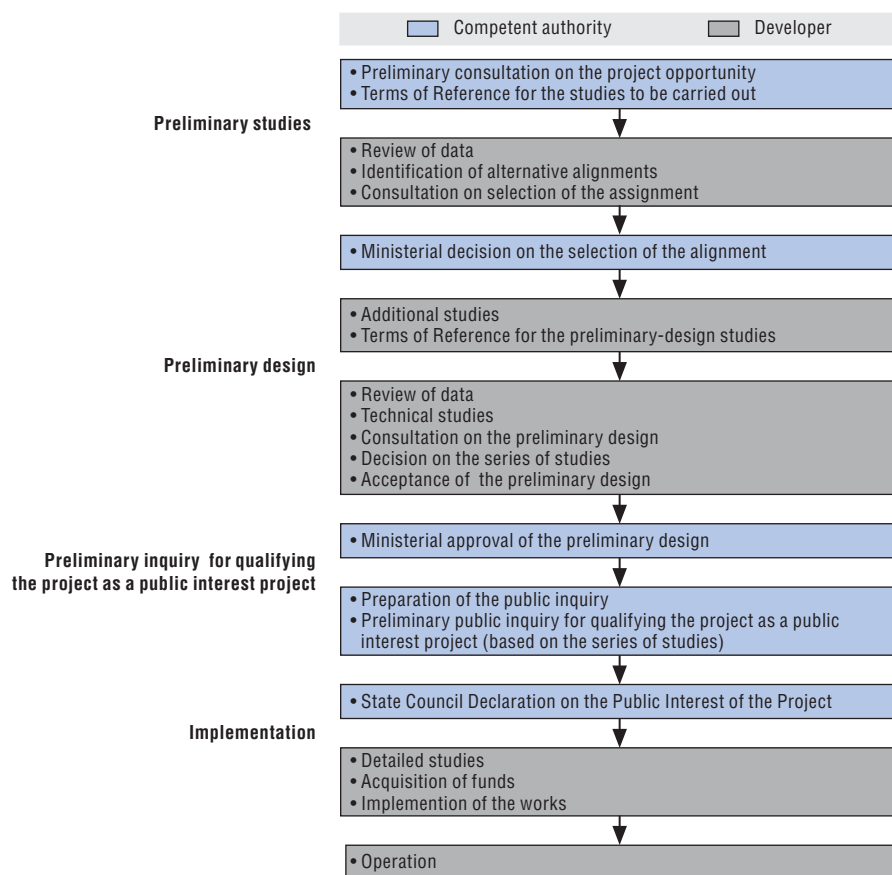 Competent authority
Developer
• Preliminary consultation on the project opportunity
• Terms of Reference for the studies to be carried out
Preliminary studies
• Review of data
• Identification of alternative alignments
• Consultation on selection of the assignment
• Ministerial decision on the selection of the alignment
• Additional studies
• Terms of Reference for the preliminary-design studies
Preliminary design
• Review of data
• Technical studies
• Consultation on the preliminary design
• Decision on the series of studies
• Acceptance of the preliminary design
• Ministerial approval of the preliminary design
Preliminary inquiry for qualifying
the project as a public interest project
• Preparation of the public inquiry
• Preliminary public inquiry for qualifying the project as a public
interest project (based on the series of studies)
• State Council Declaration on the Public Interest of the Project
Implementation
• Detailed studies
• Acquisition of funds
• Implemention of the works
• Operation